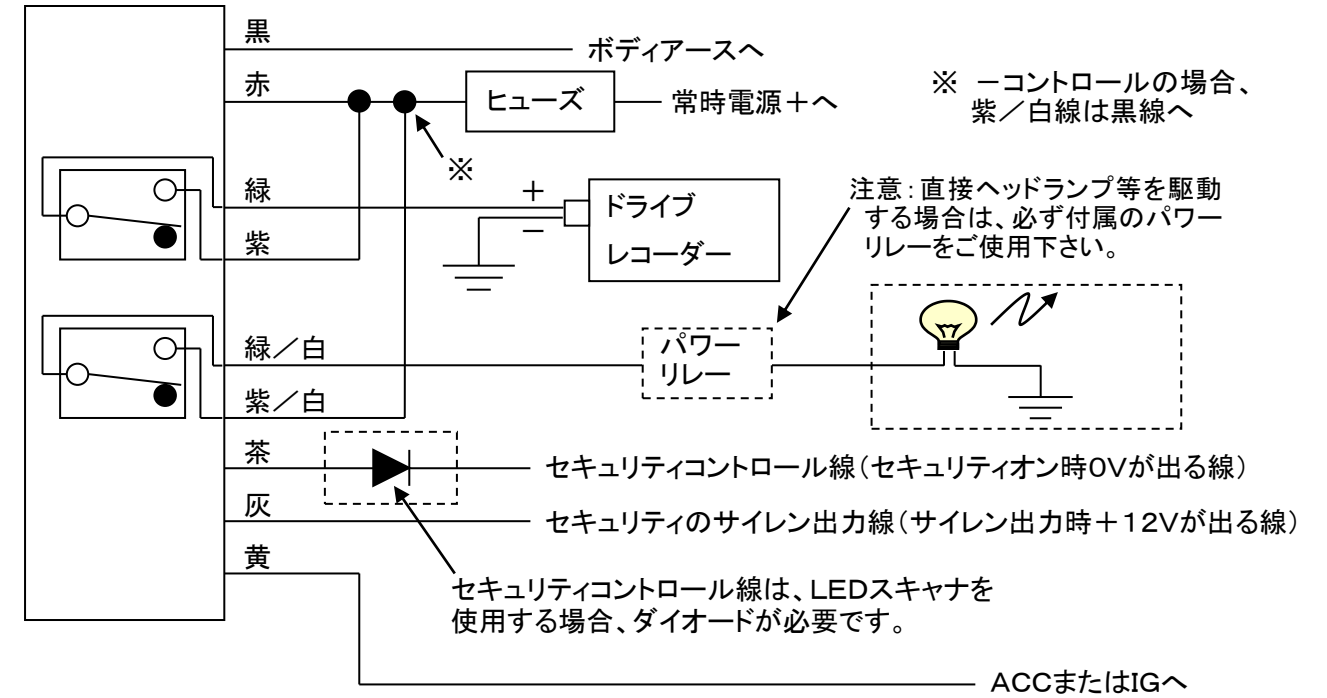 黒
ボディアースへ
赤
ヒューズ
常時電源+へ
※ -コントロールの場合、
紫/白線は黒線へ
※
緑
+
-
ドライブ
レコーダー
紫
注意:直接ヘッドランプ等を駆動
する場合は、必ず付属のパワー
リレーをご使用下さい。
緑/白
パワー
リレー
紫/白
茶
セキュリティコントロール線(セキュリティオン時0Vが出る線)
灰
セキュリティのサイレン出力線(サイレン出力時+12Vが出る線)
黄
セキュリティコントロール線は、LEDスキャナを
使用する場合、ダイオードが必要です。
ACCまたはIGへ